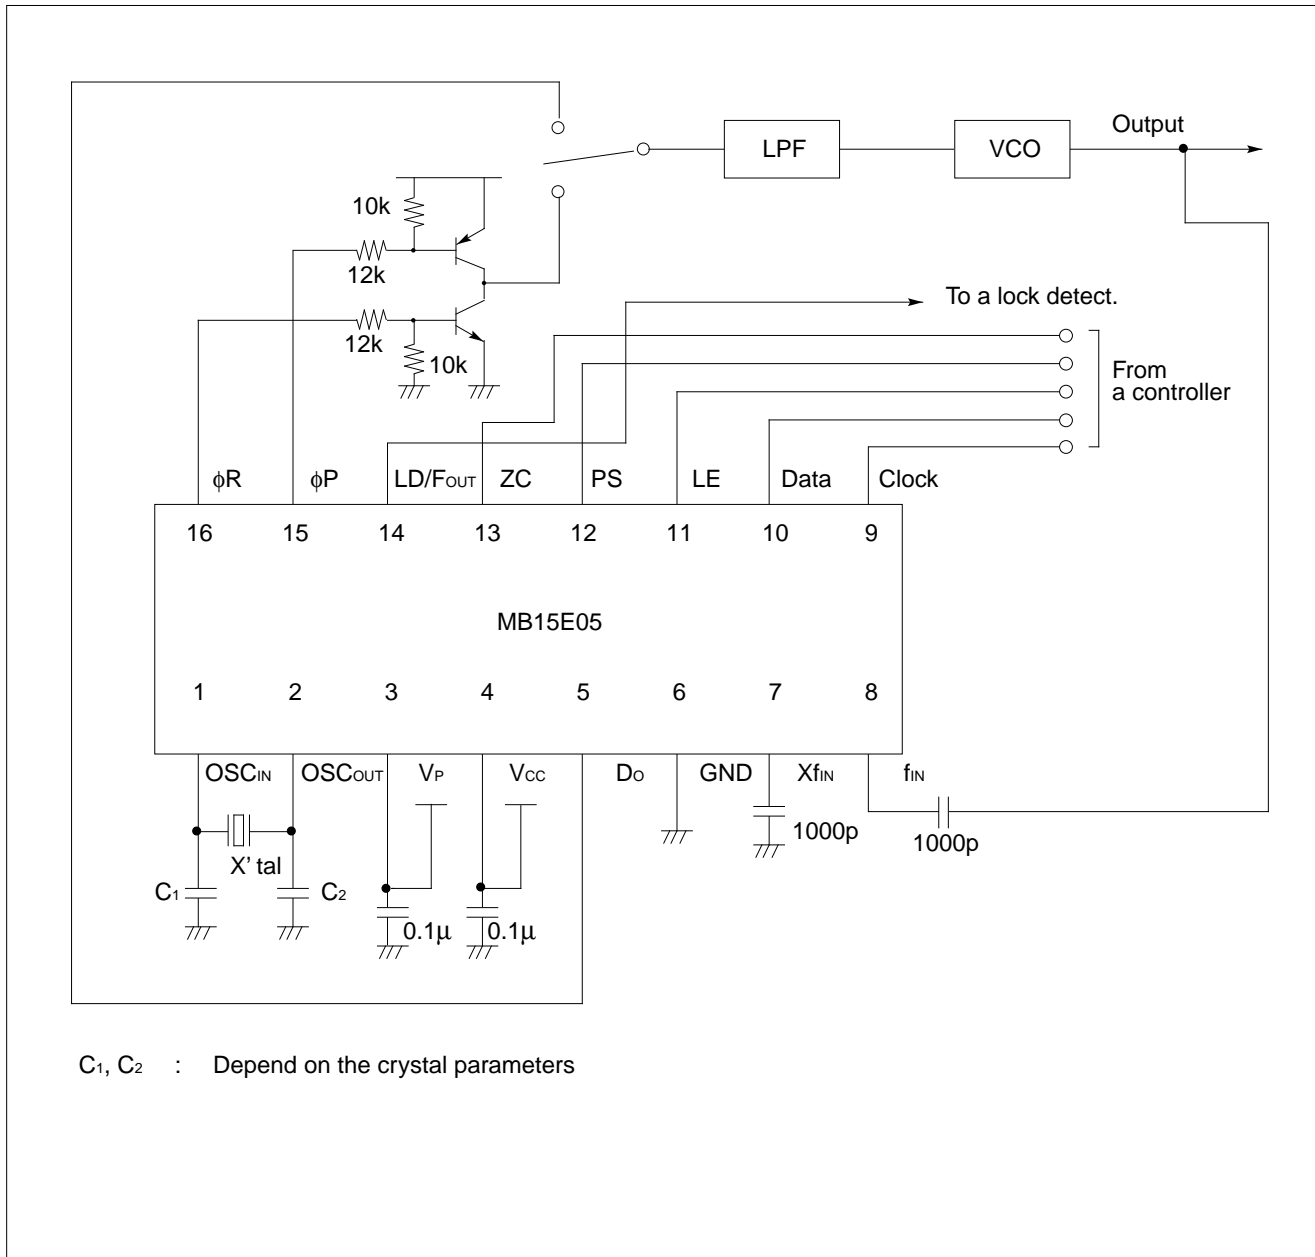 Output
LPF
VCO
10k
12k
To a lock detect.
12k
10k
From
a controller
ϕR
ϕP
LD/FOUT
ZC
PS
LE
Data
Clock
16
15
14
13
12
11
10
9
MB15E05
1
2
3
4
5
6
7
8
OSCIN
OSCOUT
VP
VCC
DO
GND
XfIN
fIN
1000p
1000p
X' tal
C1
C2
0.1µ
0.1µ
C1, C2 : Depend on the crystal parameters